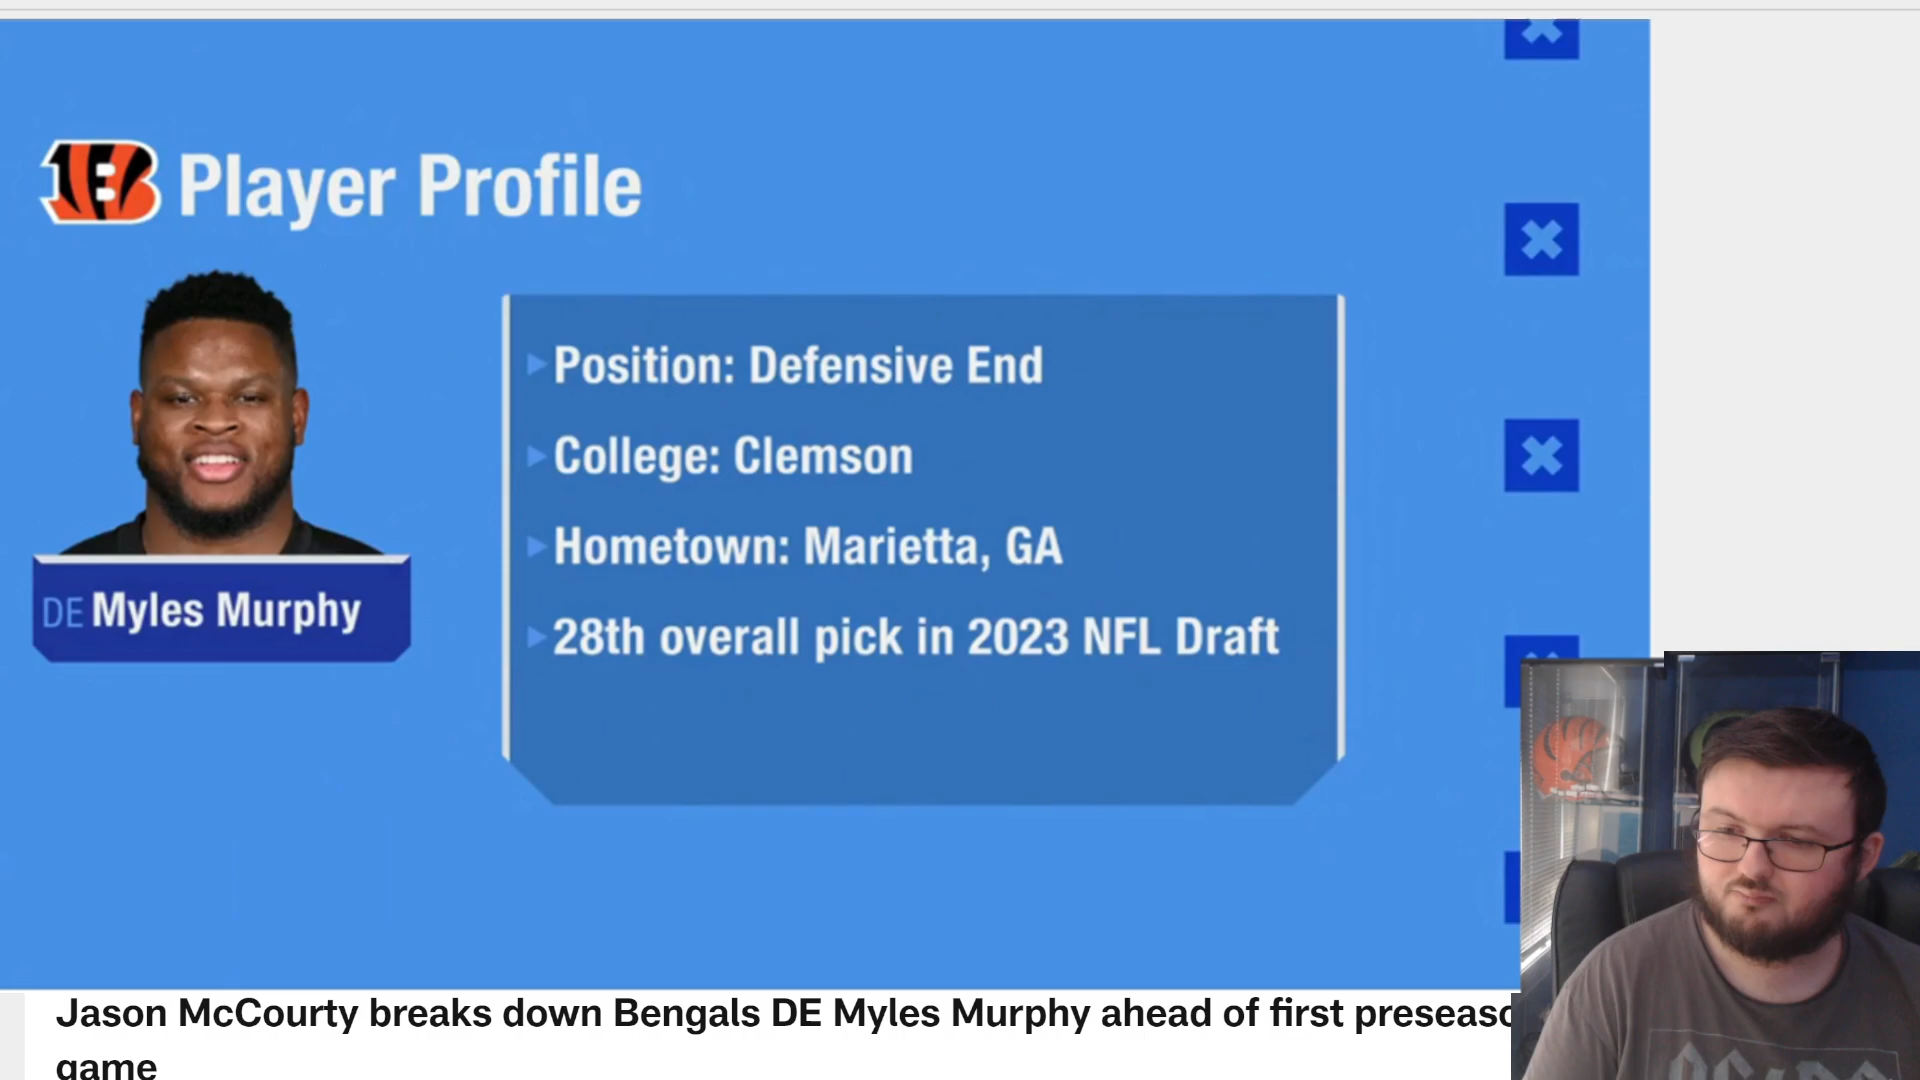 Player Profile
Position: Defensive End
College: Clemson
Hometown: Marietta, GA
DE Myles Murphy
28th overall pick in 2023 NFL Draft
Jason McCourty breaks down Bengals DE Myles Murphy ahead of first preseaso
game